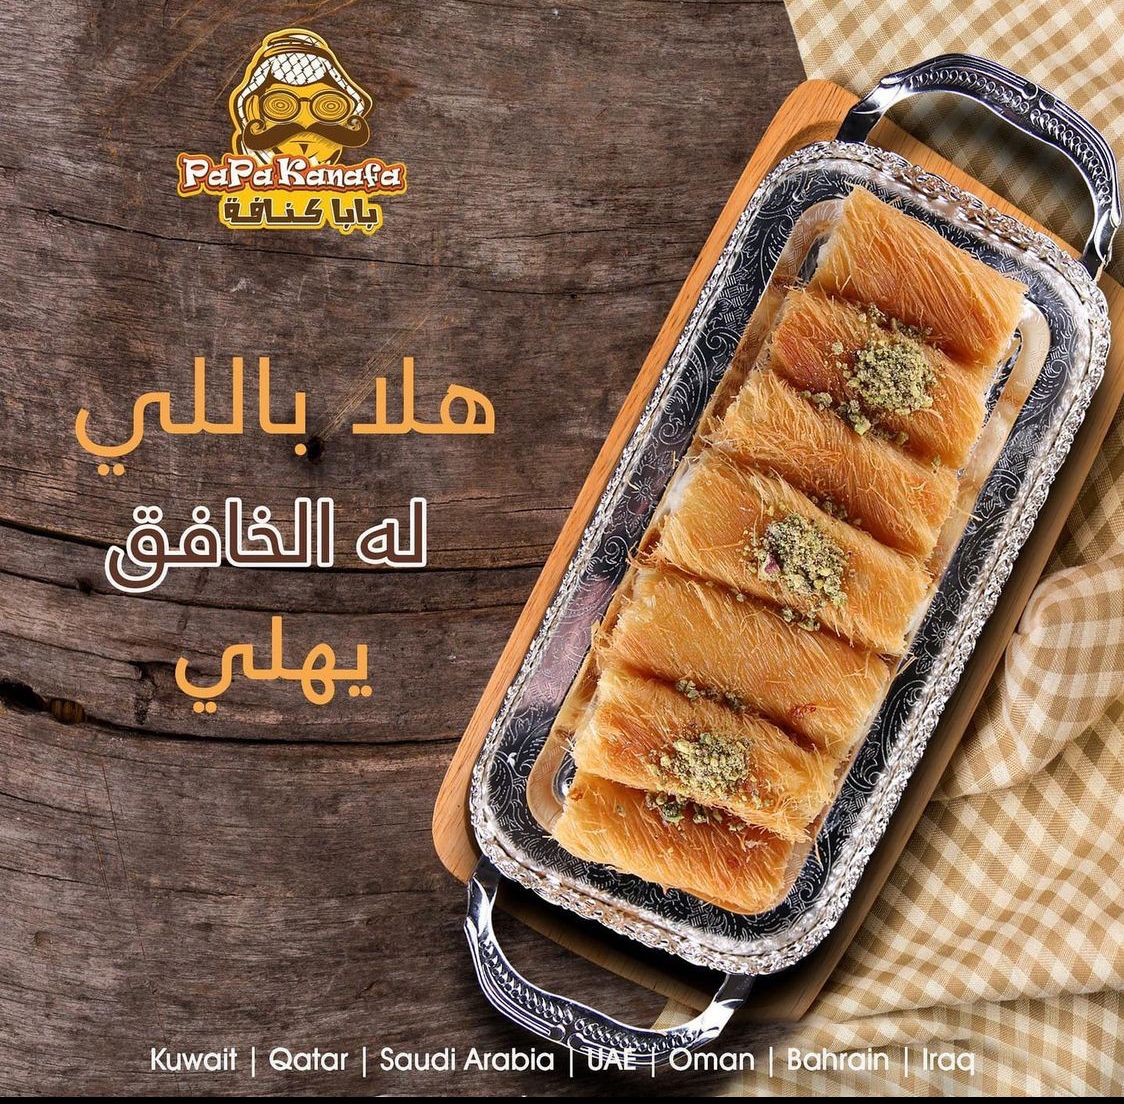 PaPa Kanafa
بابا كنافة
هلا باللي
له الخافق
يهلي
Kuwait | Qatar | Saudi Arabia | UAE | Oman | Bahrain | Iraq